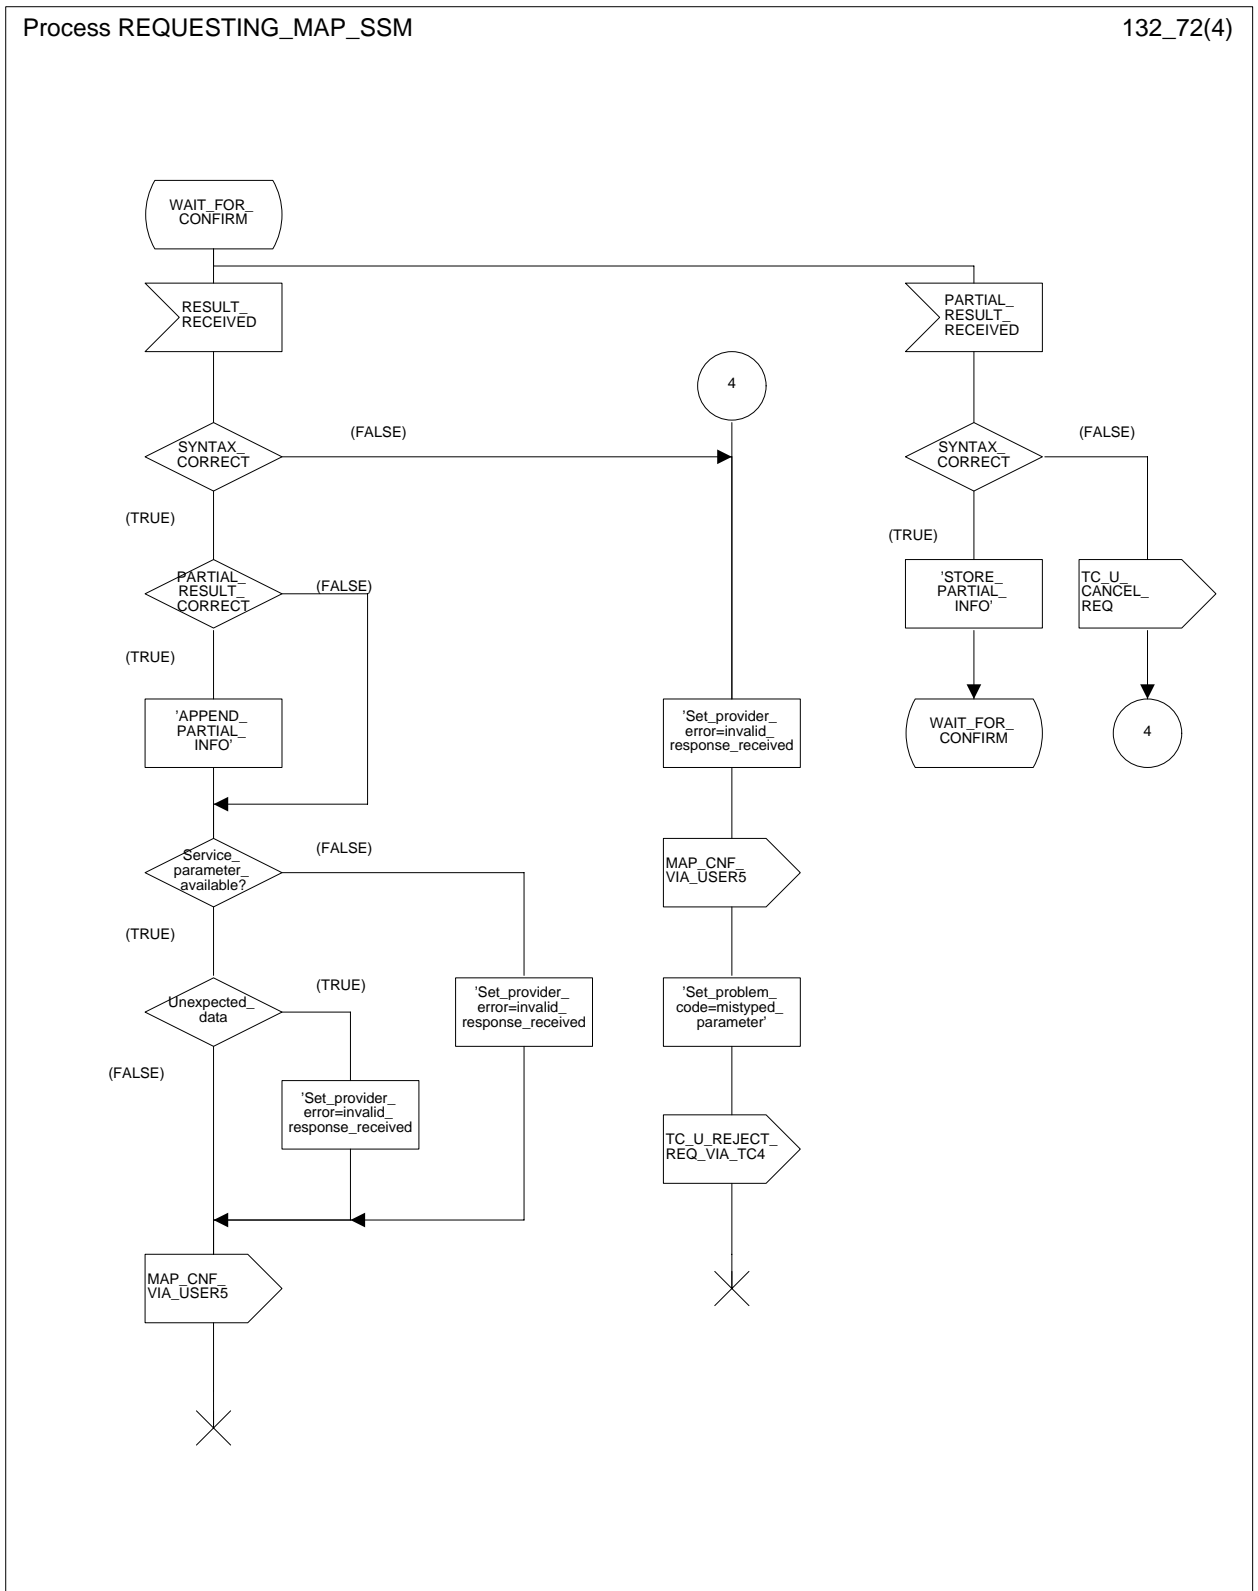 Process REQUESTING_MAP_SSM
132_72(4)
WAIT_FOR_
CONFIRM
RESULT_
RECEIVED
PARTIAL_
RESULT_
RECEIVED
4
(FALSE)
SYNTAX_
CORRECT
(FALSE)
SYNTAX_
CORRECT
(TRUE)
(TRUE)
PARTIAL_
RESULT_
CORRECT
(FALSE)
'STORE_
PARTIAL_
INFO'
TC_U_
CANCEL_
REQ
(TRUE)
'APPEND_
PARTIAL_
INFO'
'Set_provider_
error=invalid_
response_received
WAIT_FOR_
CONFIRM
4
Service_
parameter_
available?
(FALSE)
MAP_CNF_
VIA_USER5
(TRUE)
Unexpected_
data
(TRUE)
'Set_provider_
error=invalid_
response_received
'Set_problem_
code=mistyped_
parameter'
(FALSE)
'Set_provider_
error=invalid_
response_received
TC_U_REJECT_
REQ_VIA_TC4
MAP_CNF_
VIA_USER5